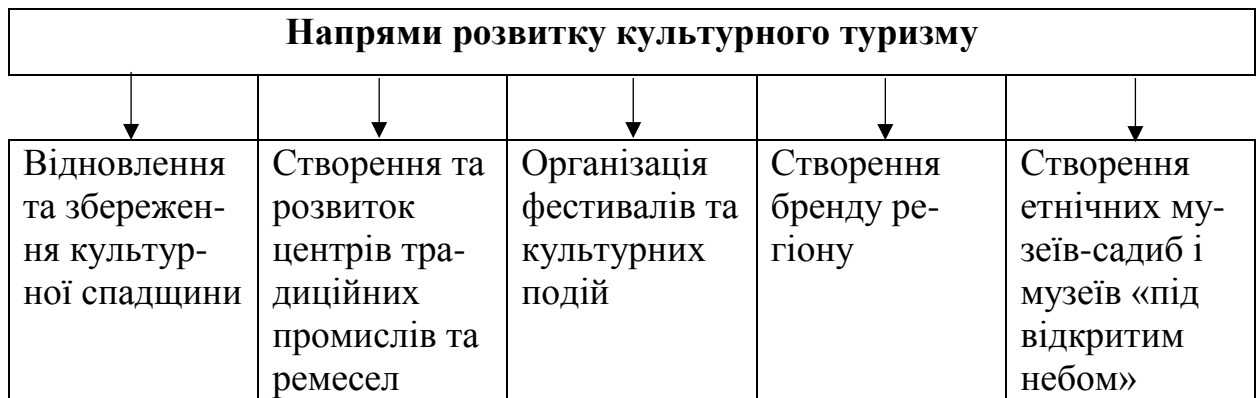 Напрями розвитку культурного туризму
Відновлення
та збережен-
ня культур-
ної спадщини
Створення та
розвиток
центрів тра-
диційних
промислів та
ремесел
Організація
фестивалів та
культурних
подій
Створення
бренду ре-
гіону
Створення
етнічних му-
зеїв-садиб і
музеїв «під
відкритим
небом»